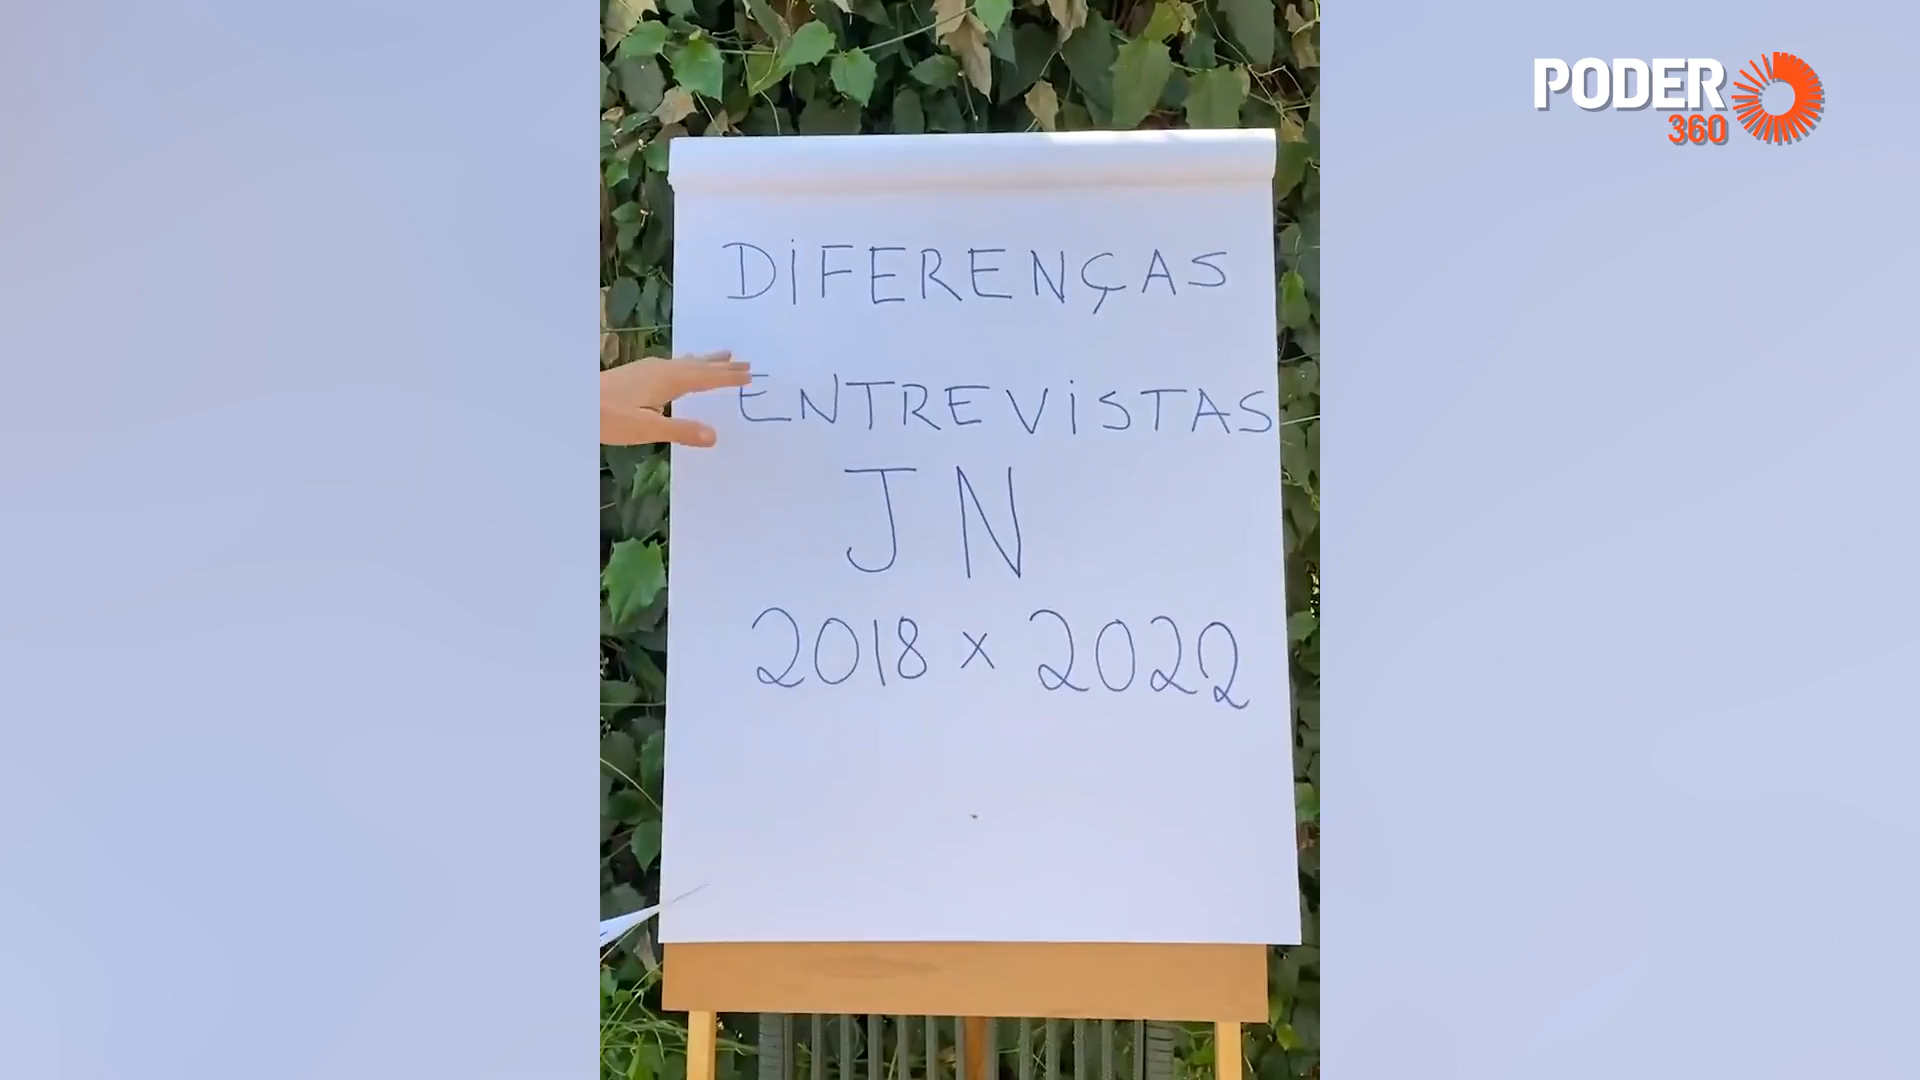 PODER
360
DIFERENÇAS
ENTREVISTAS
JN
2018 x 2022